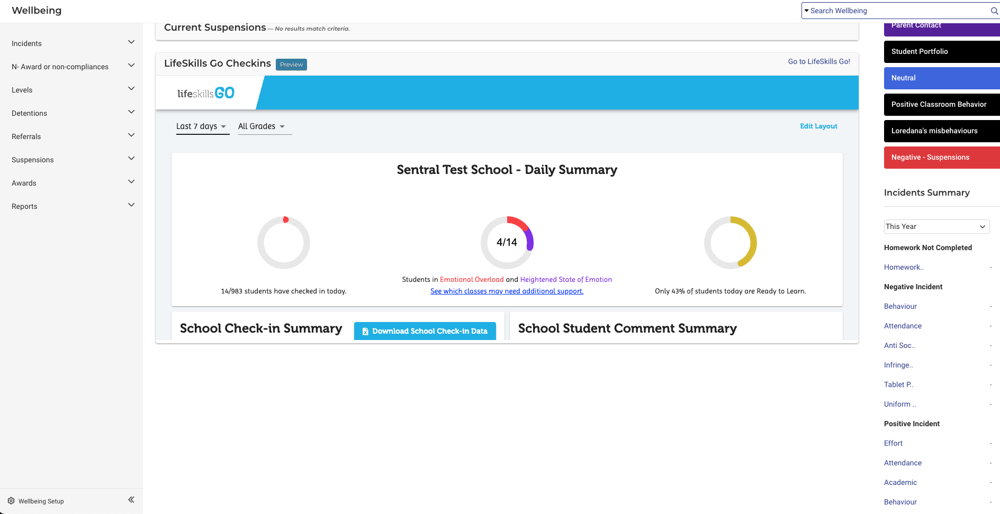 Wellbeing
Search Wellbeing
Incidents
N- Award or non-compliances
Levels
Detentions
Referrals
Suspensions
Awards
Reports
Wellbeing Setup
Current Suspensions — No results match criteria.
LifeSkills Go Checkins Preview
Go to LifeSkills Go!
lifeskillsGO
Last 7 days
All Grades
Edit Layout
Sentral Test School - Daily Summary
14/983 students have checked in today.
4/14
Students in Emotional Overload and Heightened State of Emotion
See which classes may need additional support.
Only 43% of students today are Ready to Learn.
School Check-in Summary
Download School Check-in Data
School Student Comment Summary
Parent Contact
Student Portfolio
Neutral
Positive Classroom Behavior
Loredana's misbehaviours
Negative - Suspensions
Incidents Summary
This Year
Homework Not Completed
Homework.. -
Negative Incident
Behaviour -
Attendance -
Anti Soc.. -
Infringe.. -
Tablet P.. -
Uniform .. -
Positive Incident
Effort -
Attendance -
Academic -
Behaviour -